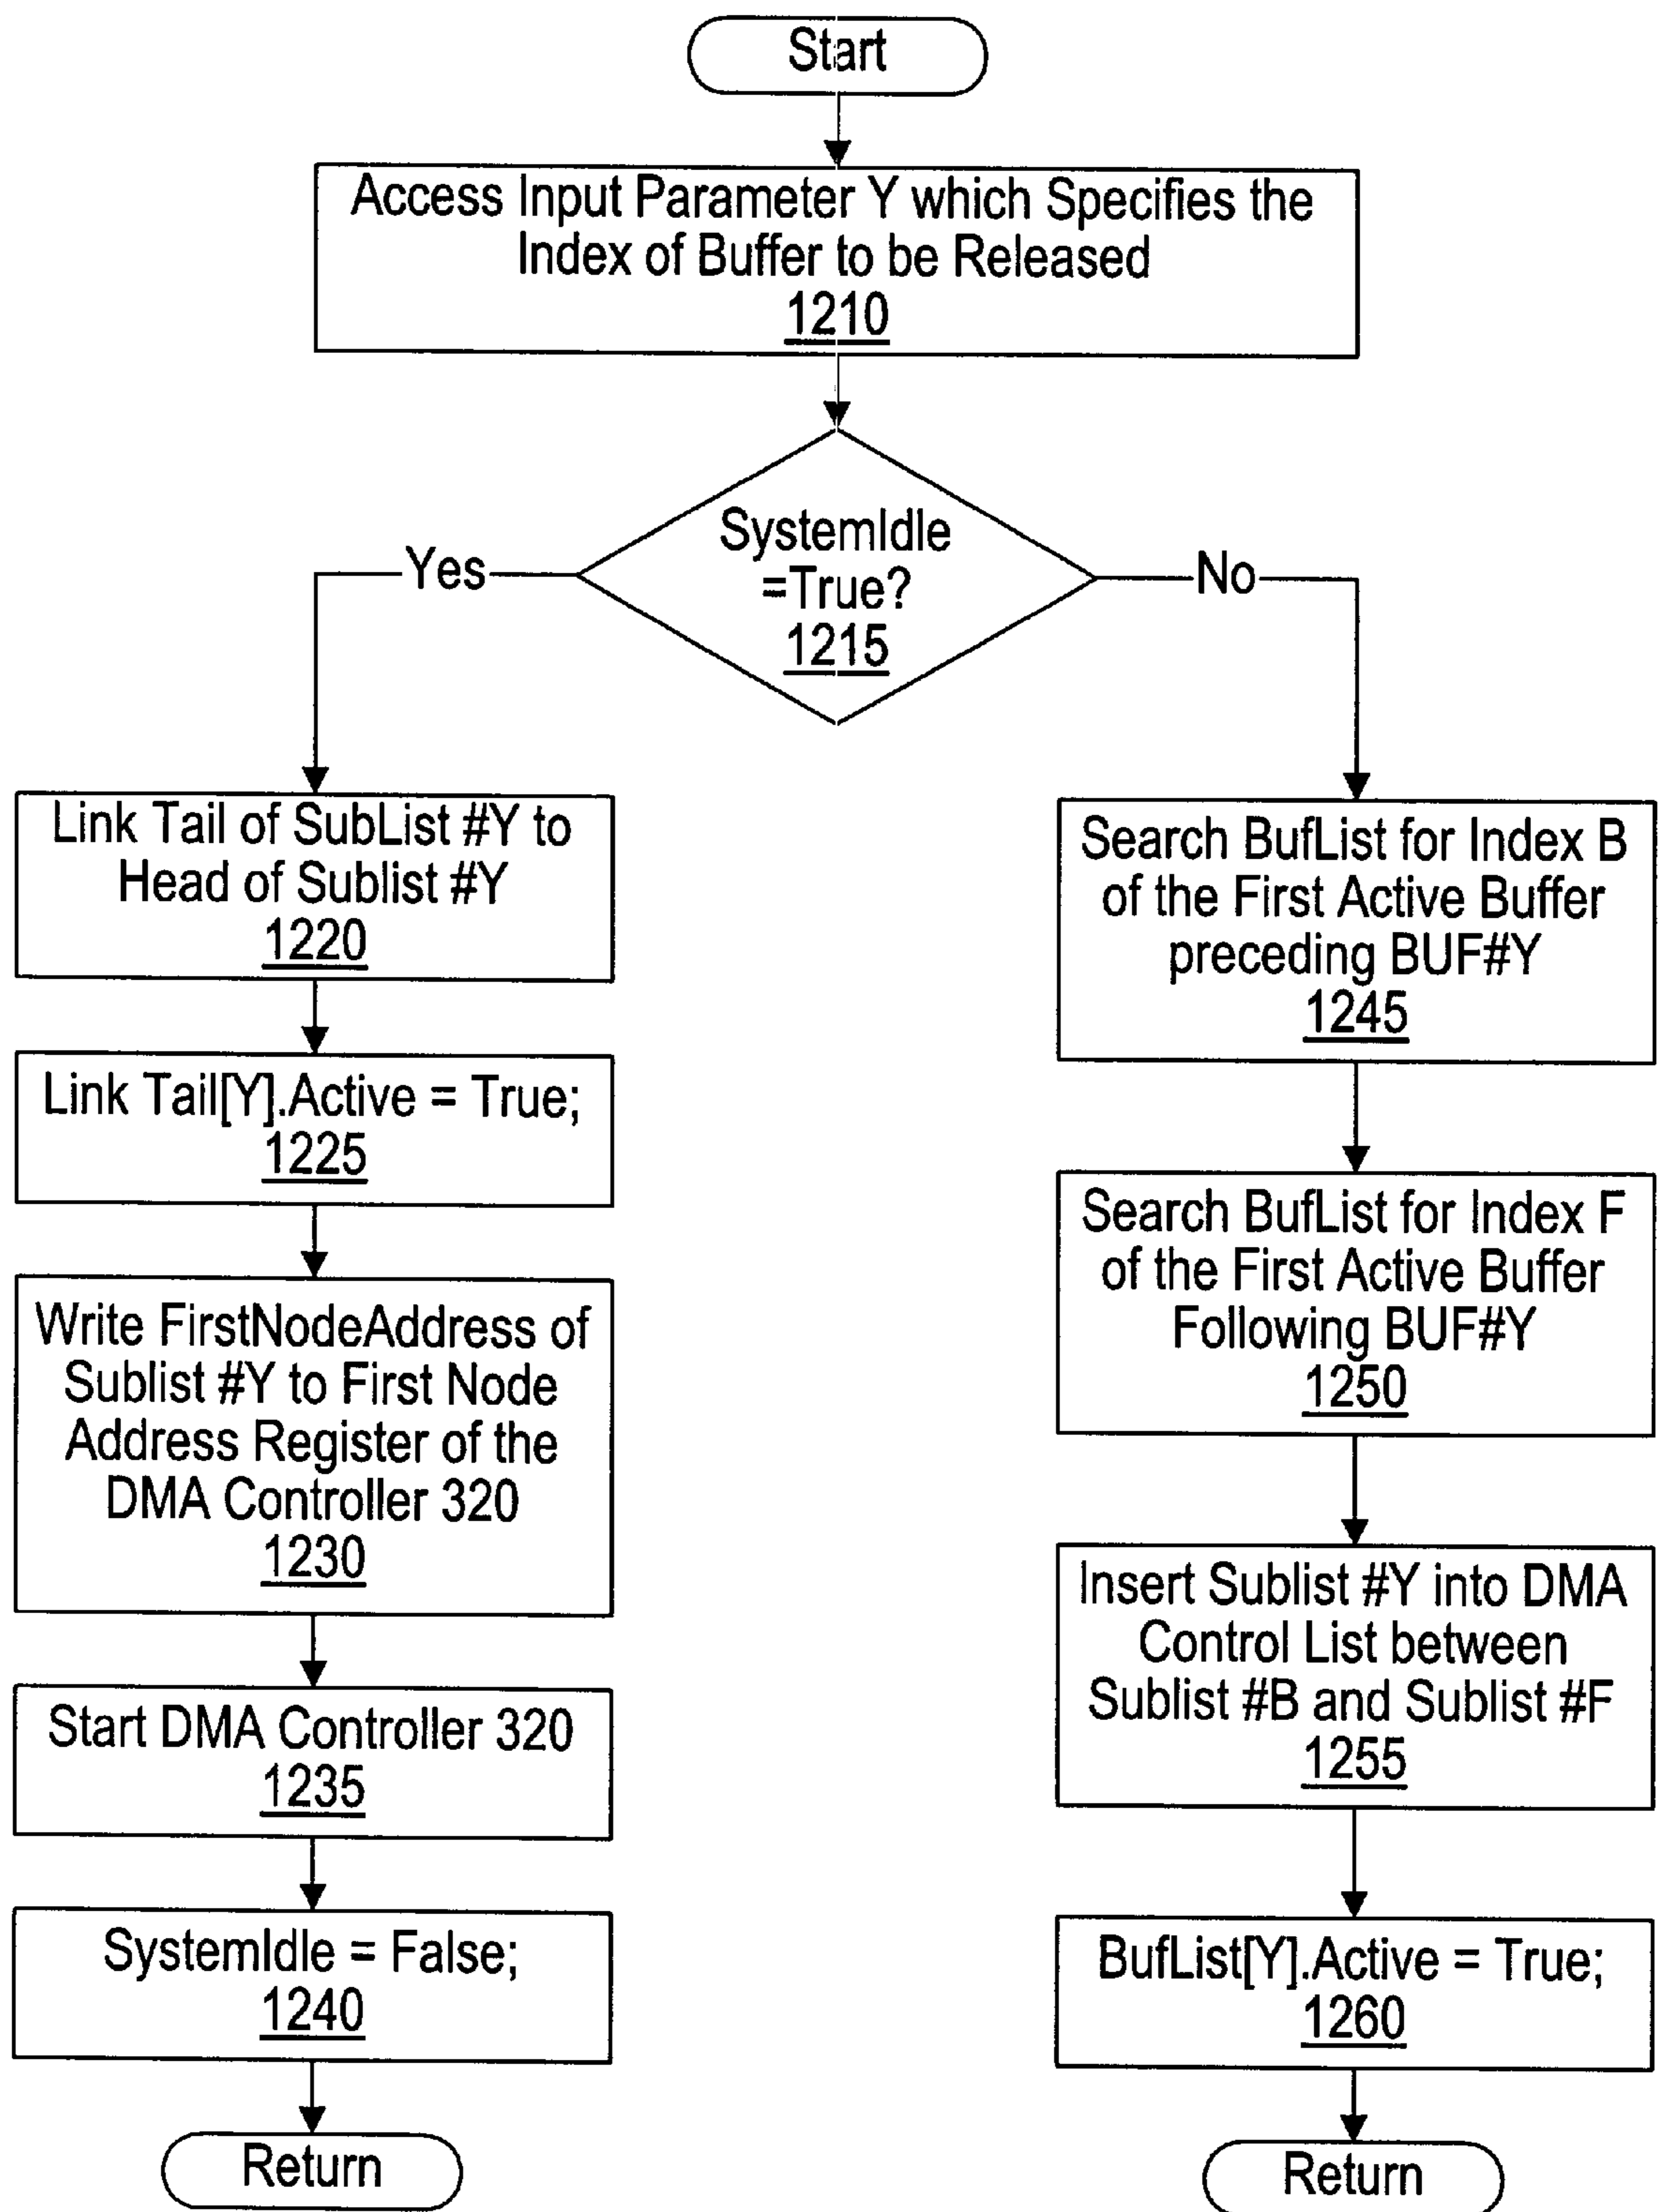 Start
Access Input Parameter Y which Specifies the
Index of Buffer to be Released
1210
SystemIdle
=True?
1215
Yes
No
Link Tail of SubList #Y to
Head of Sublist #Y
1220
Link Tail[Y].Active = True;
1225
Write FirstNodeAddress of
Sublist #Y to First Node
Address Register of the
DMA Controller 320
1230
Start DMA Controller 320
1235
SystemIdle = False;
1240
Return
Search BufList for Index B
of the First Active Buffer
preceding BUF#Y
1245
Search BufList for Index F
of the First Active Buffer
Following BUF#Y
1250
Insert Sublist #Y into DMA
Control List between
Sublist #B and Sublist #F
1255
BufList[Y].Active = True;
1260
Return